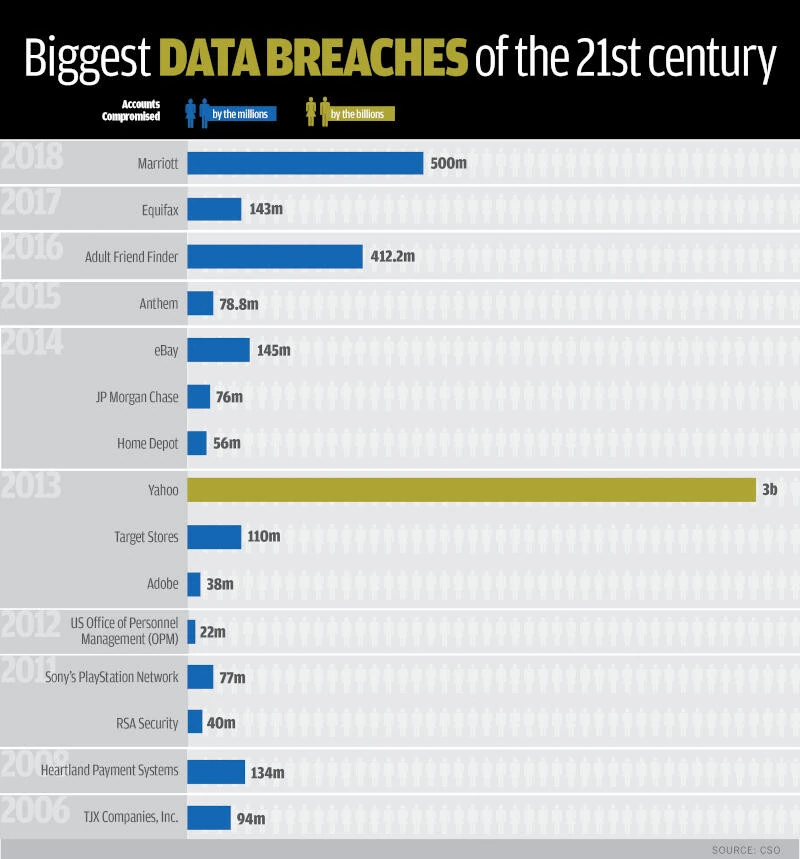 Biggest DATA BREACHES of the 21st century
Accounts
Compromised
by the millions
by the billions
2018
Marriott
500m
2017
Equifax
143m
2016
Adult Friend Finder
412.2m
2015
Anthem
78.8m
2014
eBay
145m
JP Morgan Chase
76m
Home Depot
56m
2013
Yahoo
3b
Target Stores
110m
Adobe
38m
2012
US Office of Personnel
Management (OPM)
22m
2011
Sony's PlayStation Network
77m
RSA Security
40m
2008
Heartland Payment Systems
134m
2006
TJX Companies, Inc.
94m
SOURCE: CSO